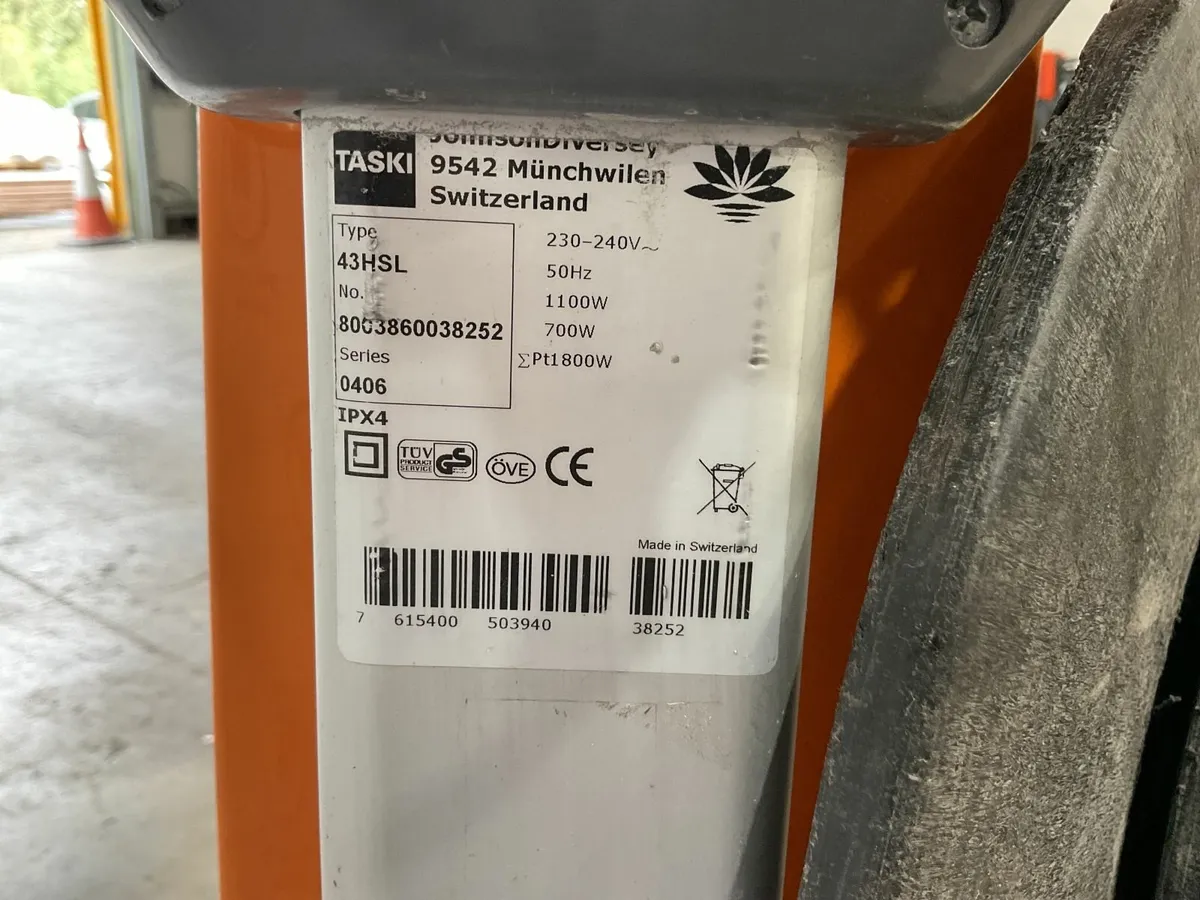 TASKI
JohnsonDiversey
9542 Münchwilen
Switzerland
Type
43HSL
No.
8003860038252
Series
0406
230-240V~
50Hz
1100W
700W
∑Pt1800W
IPX4
TÜV
PRODUCT
SERVICE
GS
ÖVE
CE
Made in Switzerland
7 615400 503940
38252